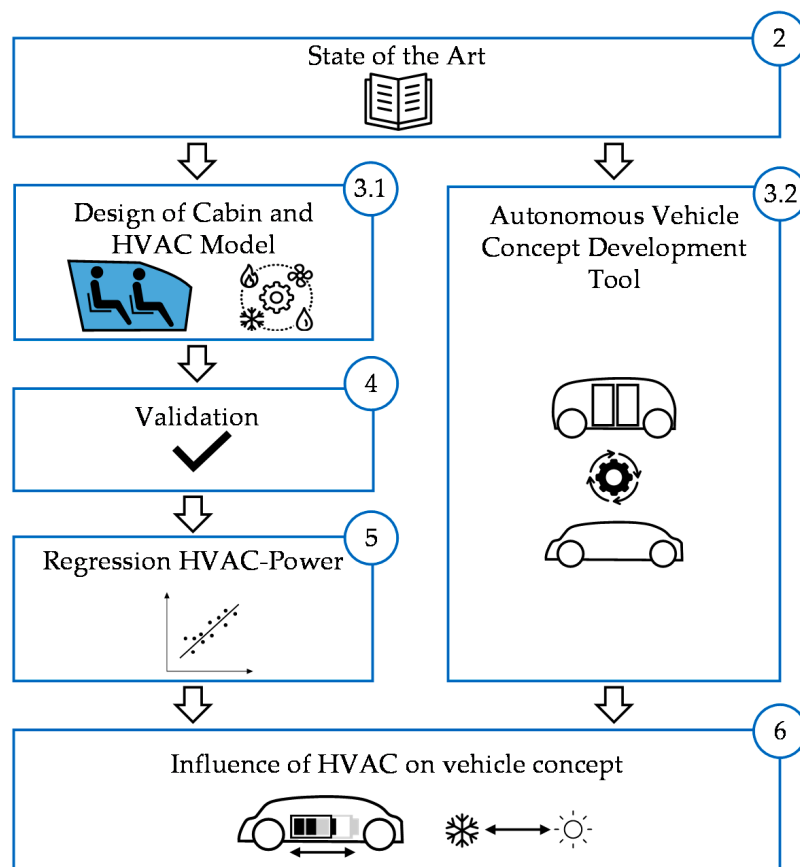 2
State of the Art
3.1
Design of Cabin and
HVAC Model
3.2
Autonomous Vehicle
Concept Development
Tool
4
Validation
5
Regression HVAC-Power
6
Influence of HVAC on vehicle concept